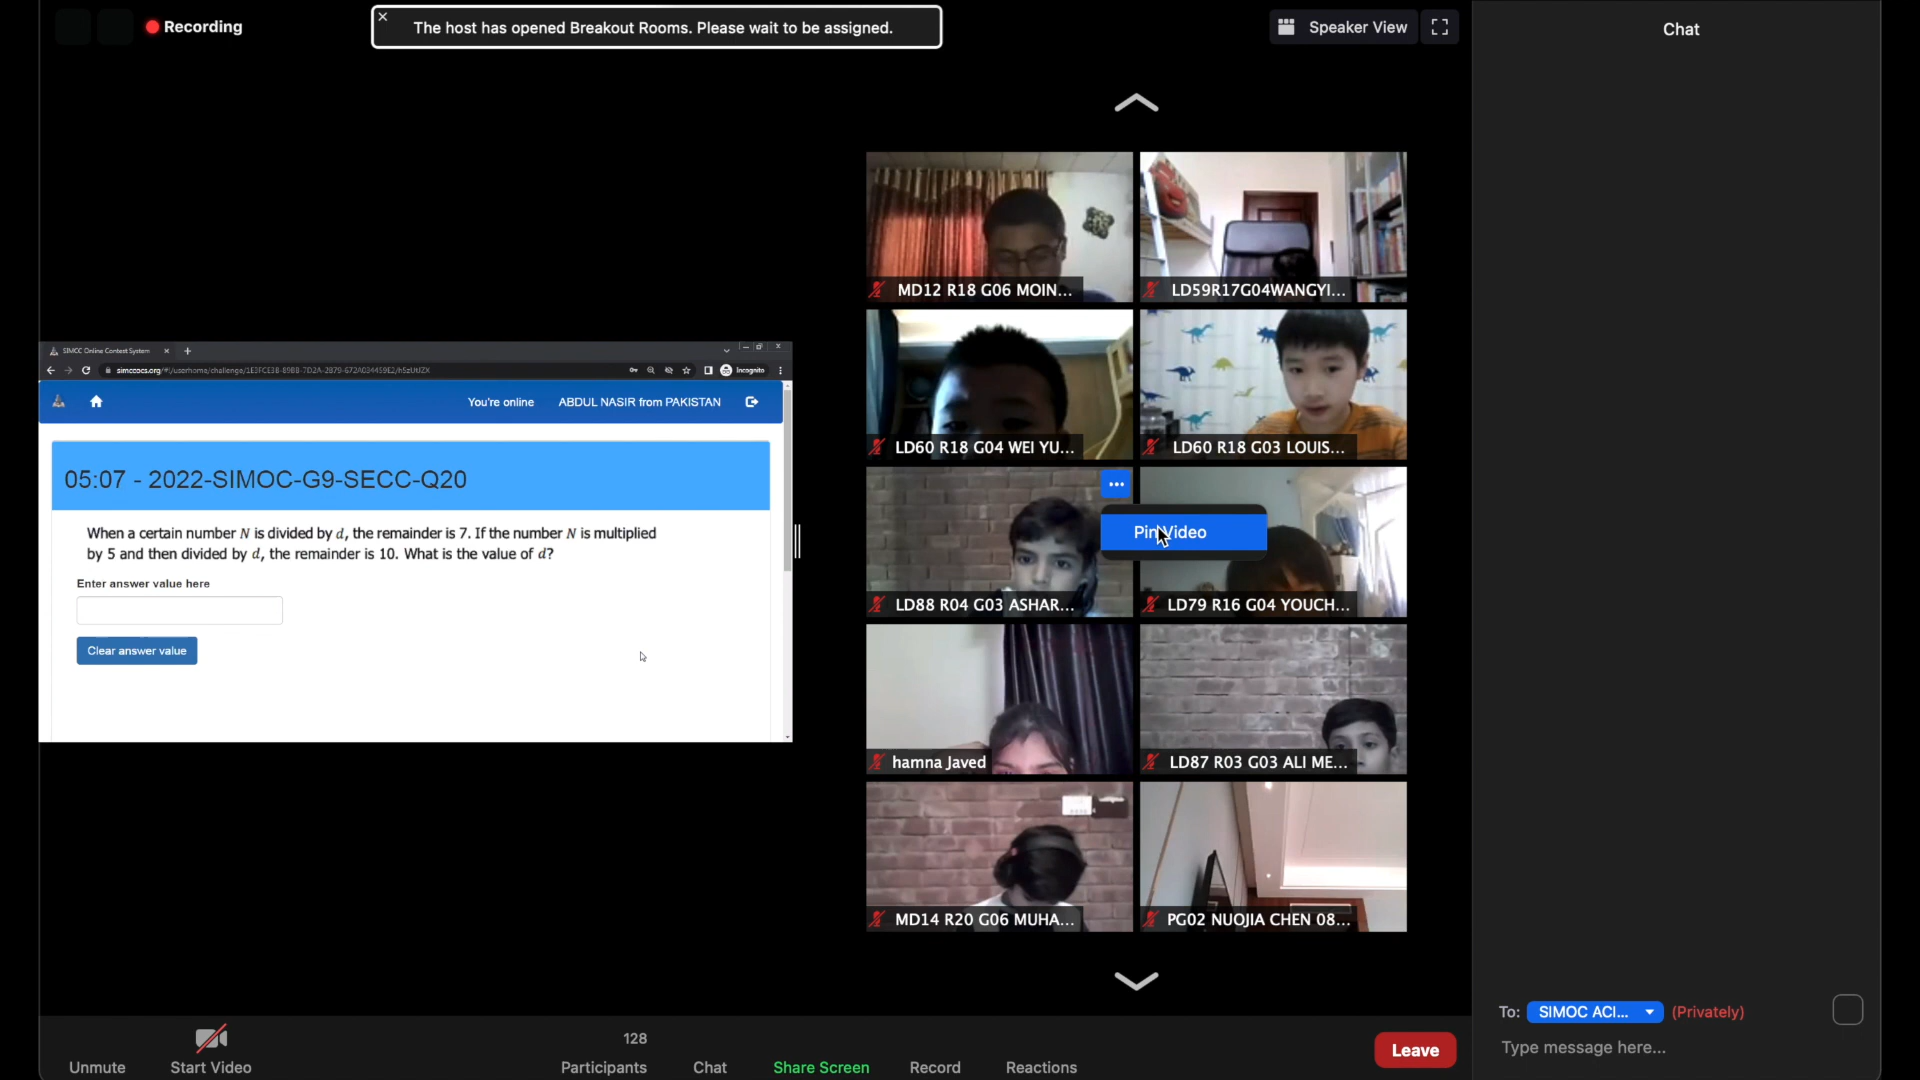 Recording
The host has opened Breakout Rooms. Please wait to be assigned.
Speaker View
Chat
SIMCC Online Contest System
Incognito
You're online
ABDUL NASIR from PAKISTAN
05:07 - 2022-SIMOC-G9-SECC-Q20
When a certain number N is divided by d, the remainder is 7. If the number N is multiplied
by 5 and then divided by d, the remainder is 10. What is the value of d?
Enter answer value here
Clear answer value
MD12 R18 G06 MOIN...
LD59R17G04WANGYI...
LD60 R18 G04 WEI YU...
LD60 R18 G03 LOUIS...
Pin Video
LD88 R04 G03 ASHAR...
LD79 R16 G04 YOUCH...
hamna Javed
LD87 R03 G03 ALI ME...
MD14 R20 G06 MUHA...
PG02 NUOJIA CHEN 08...
To: SIMOC ACI... (Privately)
Type message here...
Unmute
Start Video
128
Participants
Chat
Share Screen
Record
Reactions
Leave